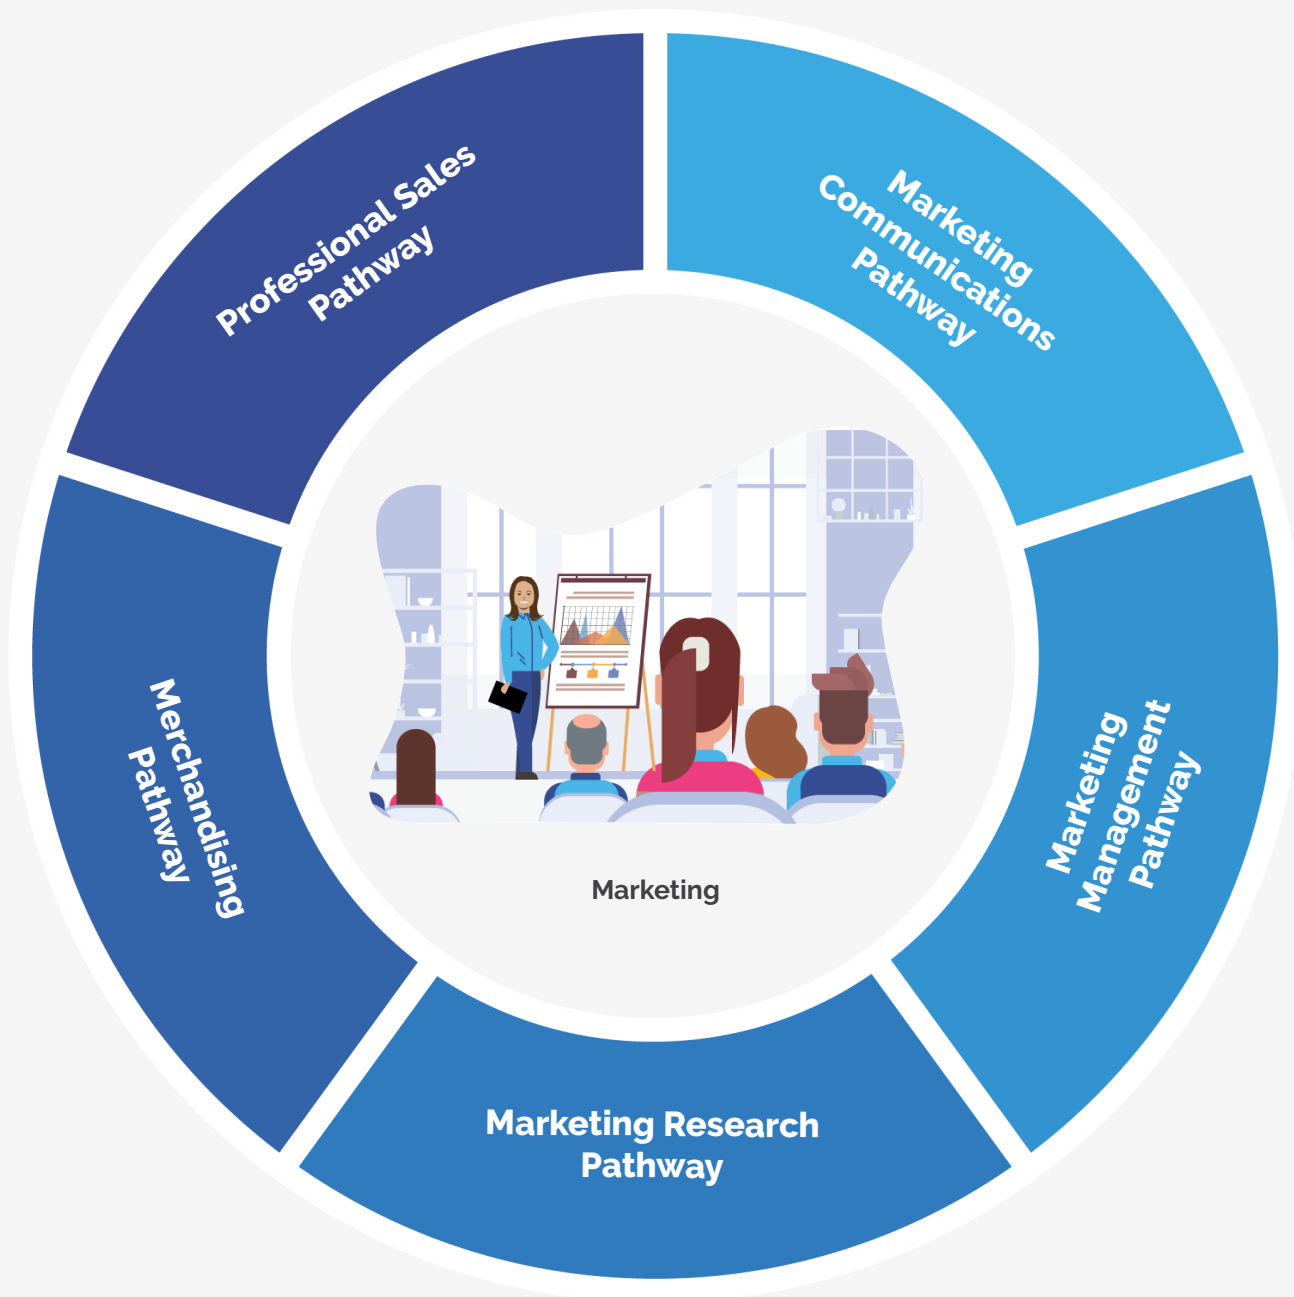 Professional Sales
Pathway
Marketing
Communications
Pathway
Marketing
Management
Pathway
Marketing Research
Pathway
Merchandising
Pathway
Marketing